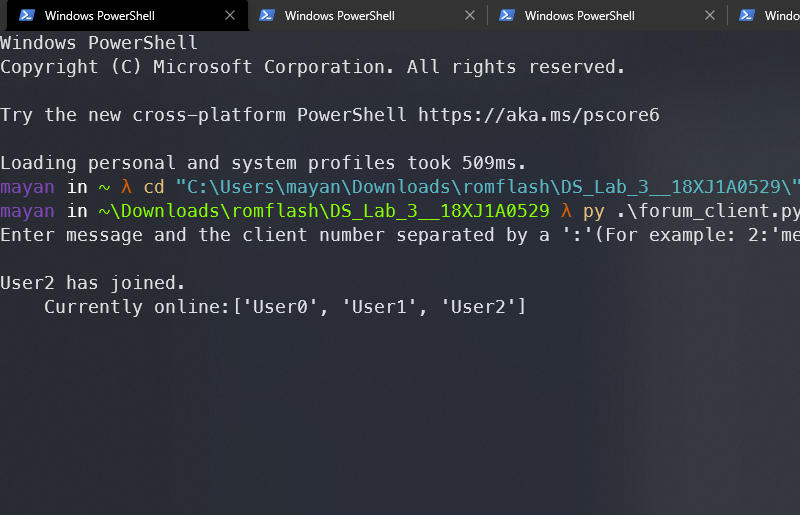 Windows PowerShell Windows PowerShell Windows PowerShell
Windows PowerShell
Copyright (C) Microsoft Corporation. All rights reserved.
Try the new cross-platform PowerShell https://aka.ms/pscore6
Loading personal and system profiles took 509ms.
mayan in ~ λ cd "C:\Users\mayan\Downloads\romflash\DS_Lab_3__18XJ1A0529\"
mayan in ~\Downloads\romflash\DS_Lab_3__18XJ1A0529 λ py .\forum_client.py
Enter message and the client number separated by a ':'(For example: 2:'me
User2 has joined.
Currently online:['User0', 'User1', 'User2']